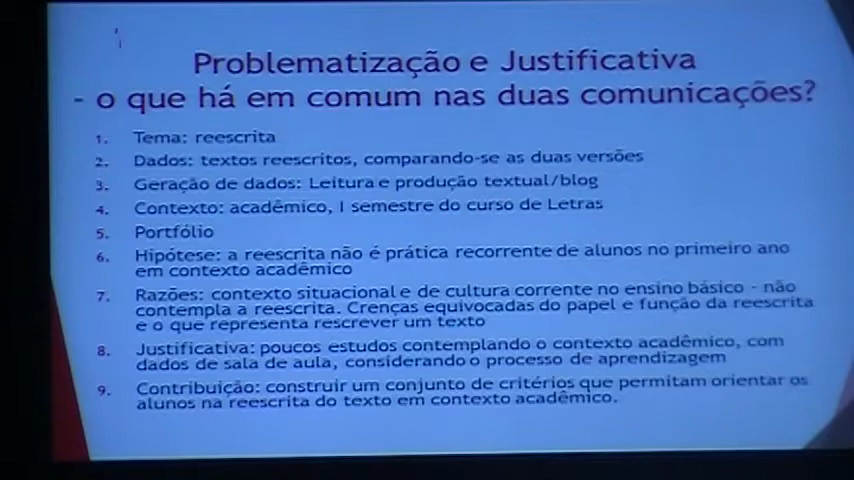 Problematização e Justificativa
- o que há em comum nas duas comunicações?
1. Tema: reescrita
2. Dados: textos reescritos, comparando-se as duas versões
3. Geração de dados: Leitura e produção textual/blog
4. Contexto: acadêmico, I semestre do curso de Letras
5. Portfólio
6. Hipótese: a reescrita não é prática recorrente de alunos no primeiro ano
em contexto acadêmico
7. Razões: contexto situacional e de cultura corrente no ensino básico - não
contempla a reescrita. Crenças equivocadas do papel e função da reescrita
e o que representa rescrever um texto
8. Justificativa: poucos estudos contemplando o contexto acadêmico, com
dados de sala de aula, considerando o processo de aprendizagem
9. Contribuição: construir um conjunto de critérios que permitam orientar os
alunos na reescrita do texto em contexto acadêmico.